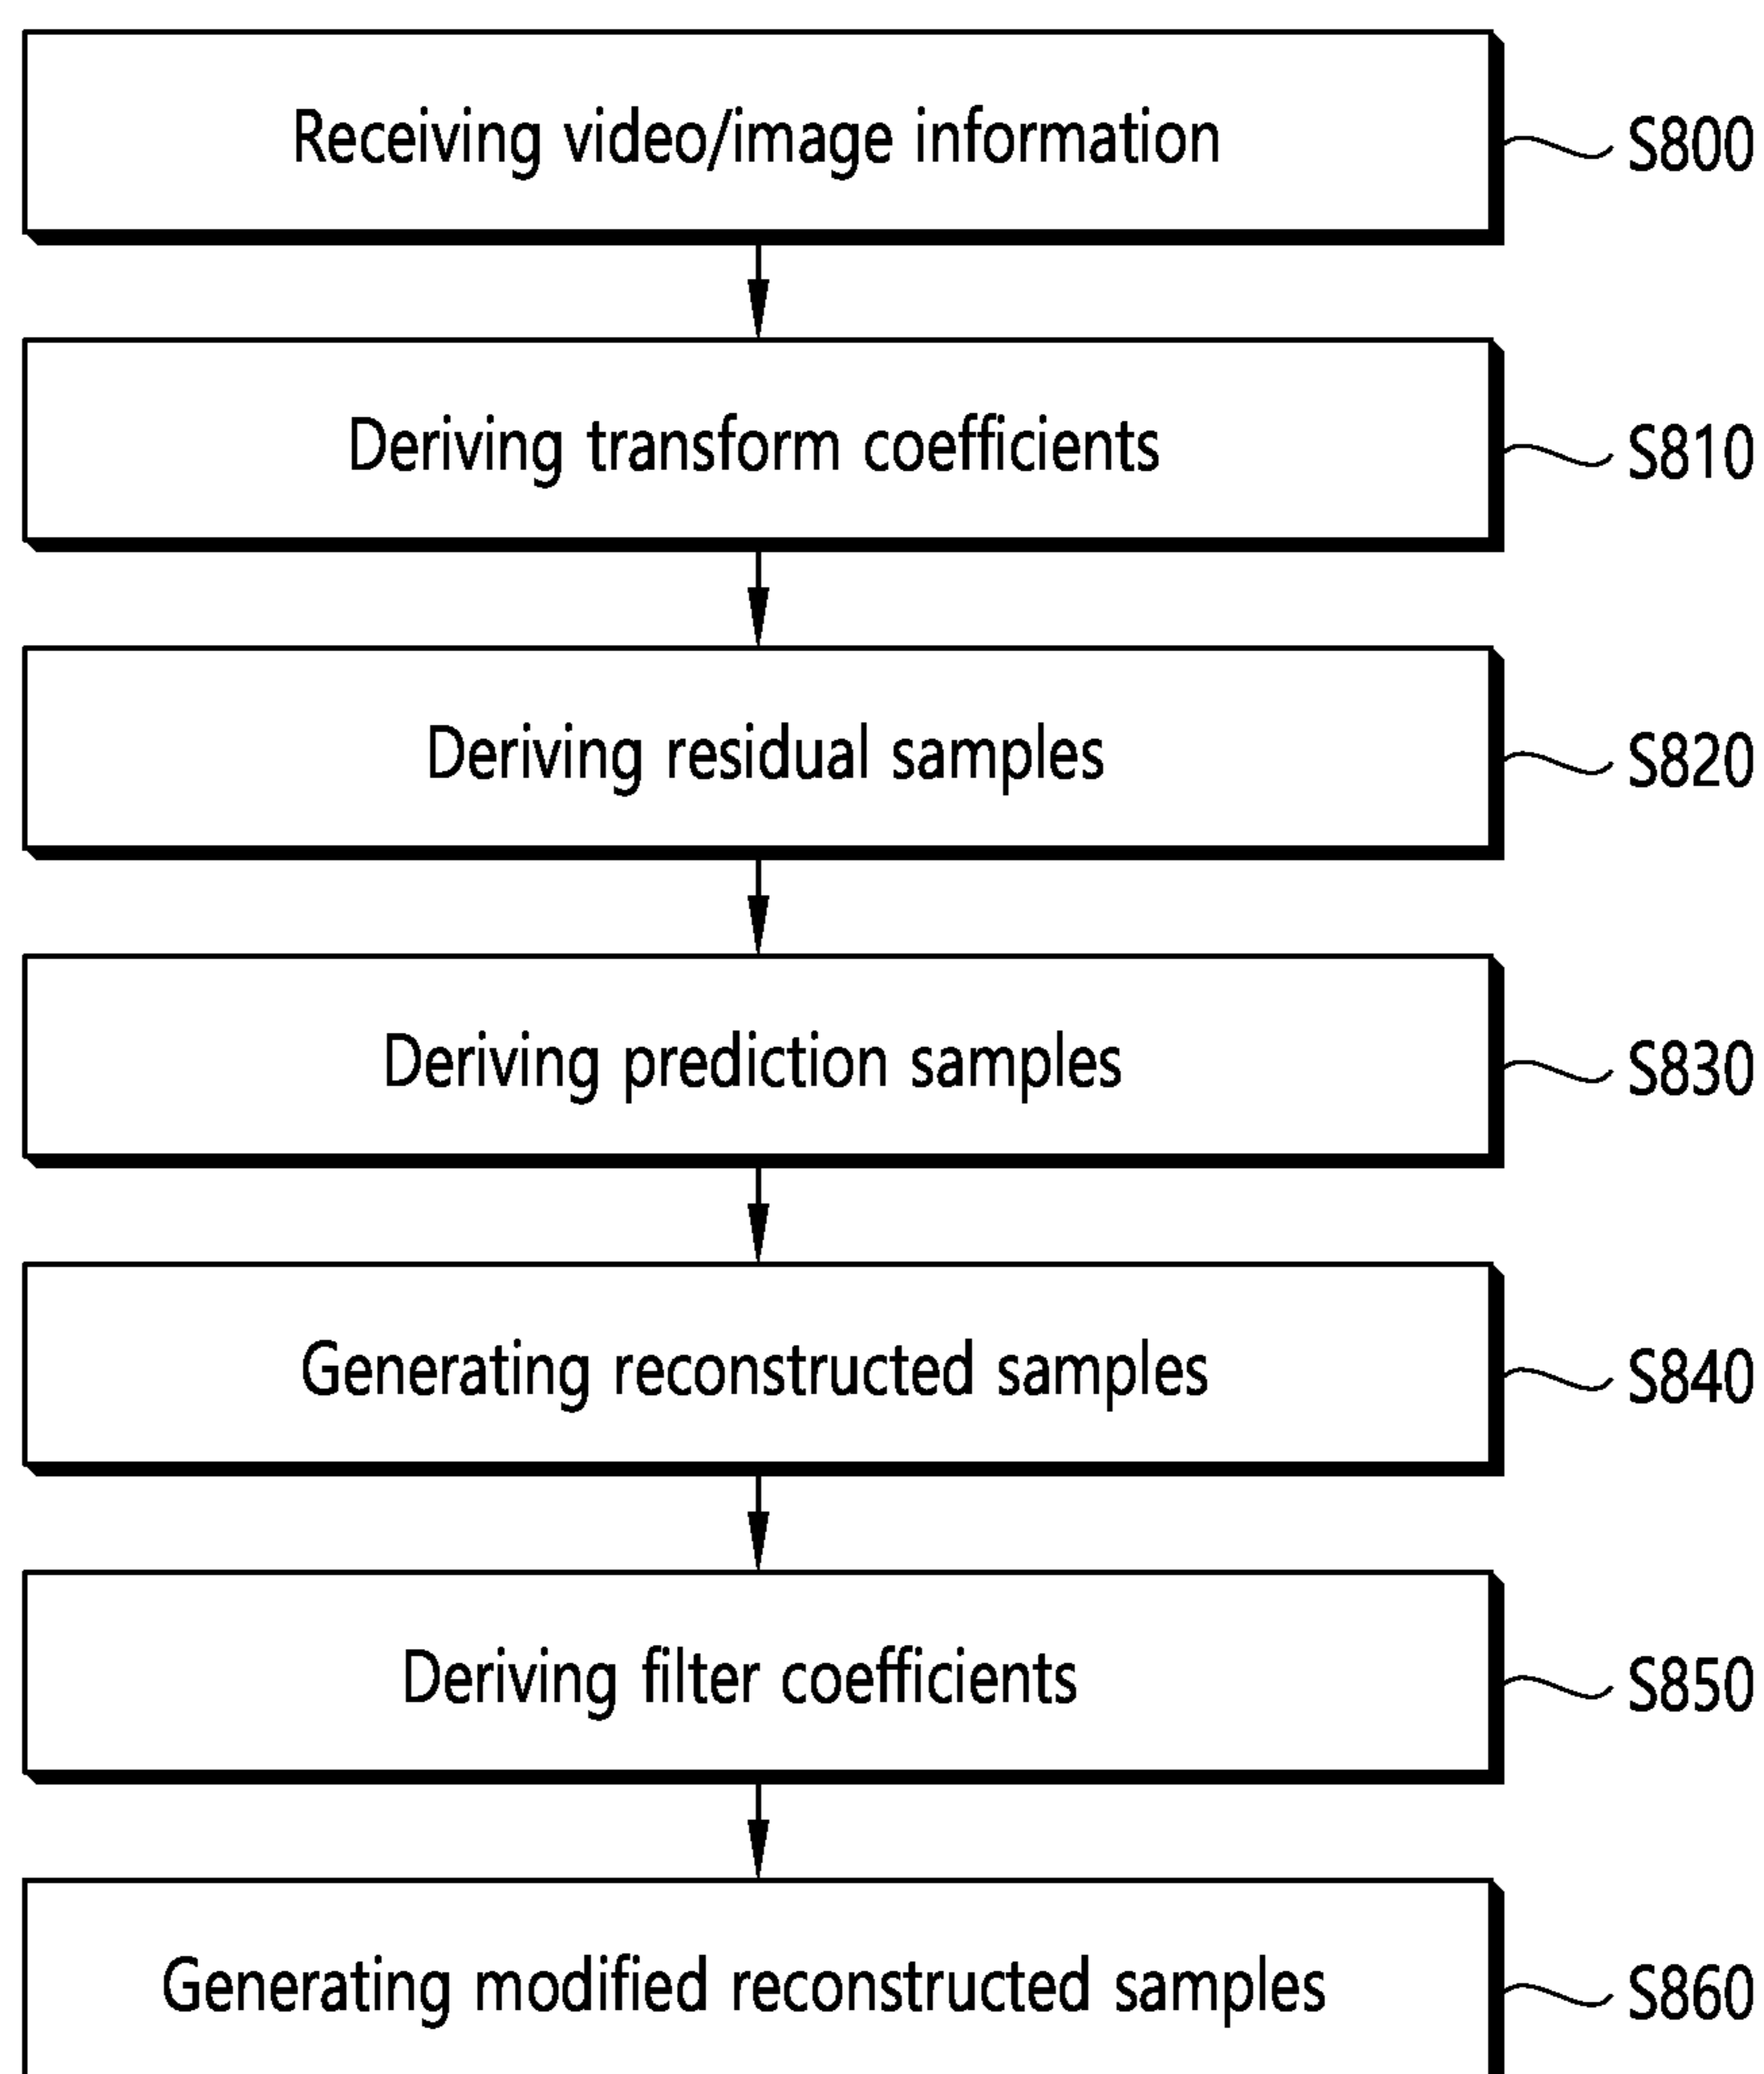 Receiving video/image information S800
Deriving transform coefficients S810
Deriving residual samples S820
Deriving prediction samples S830
Generating reconstructed samples S840
Deriving filter coefficients S850
Generating modified reconstructed samples S860